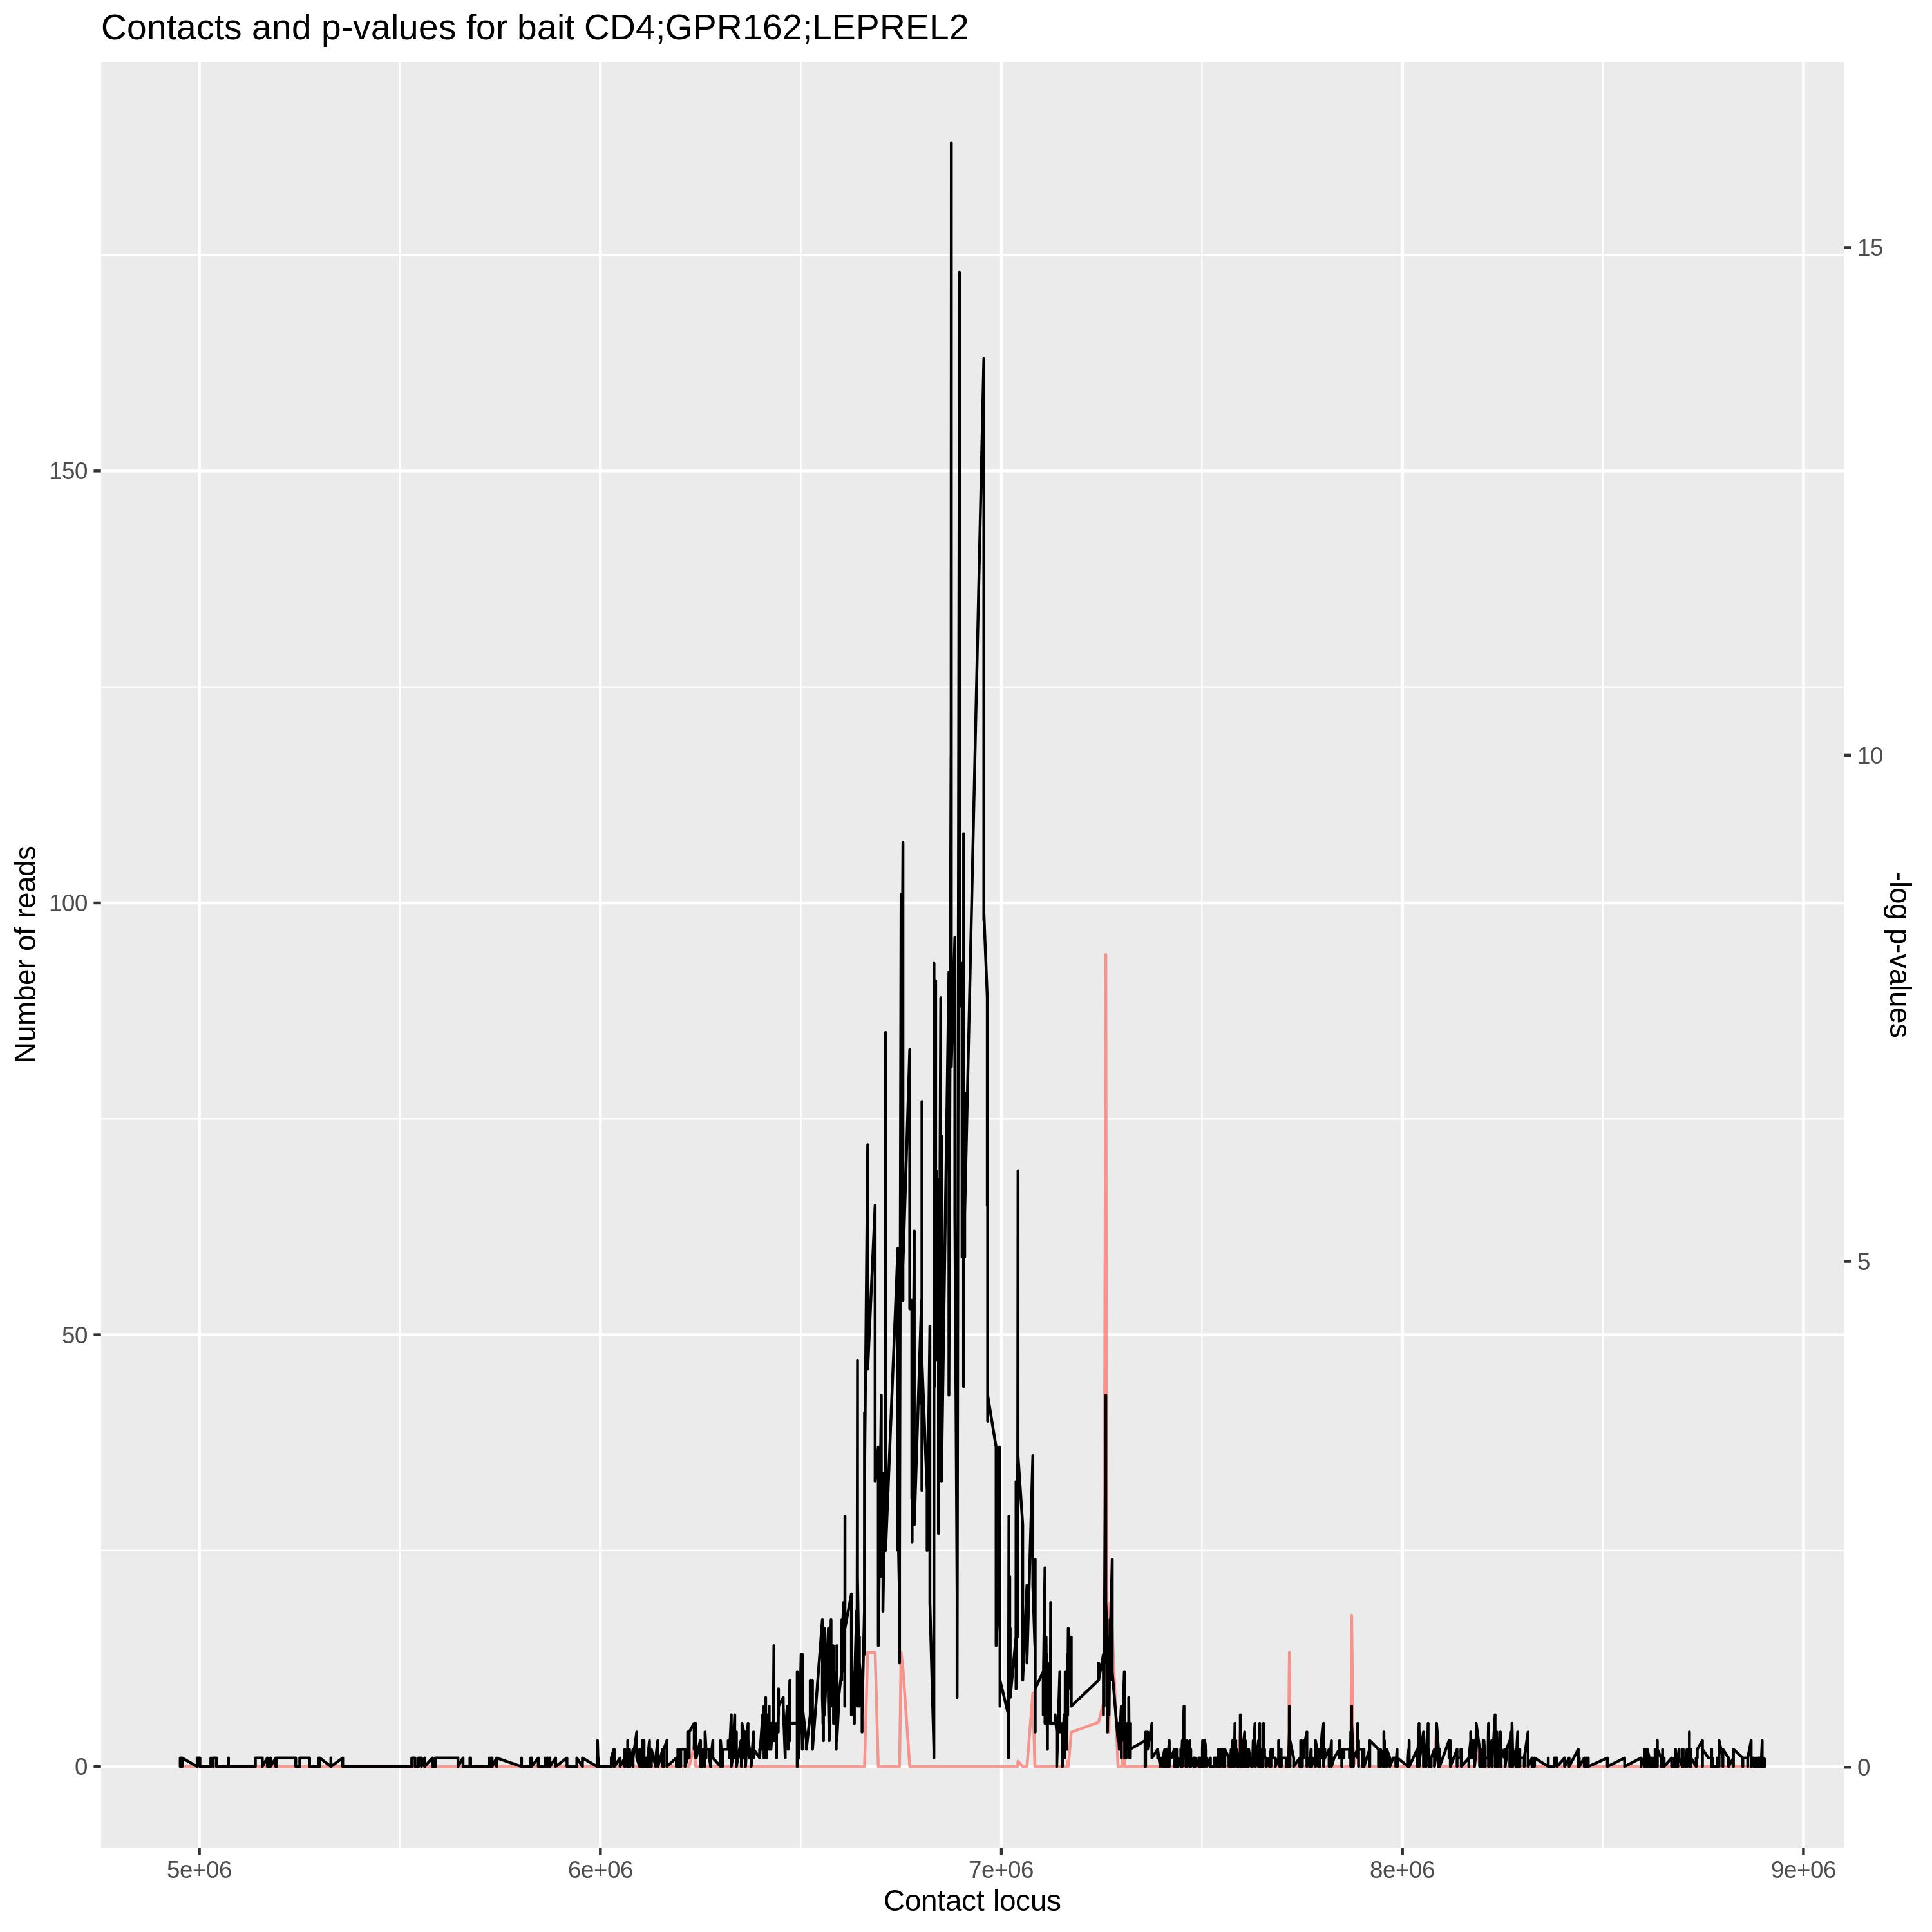 Contacts and p-values for bait CD4;GPR162;LEPREL2
Number of reads
150
100
50
0
15
10
5
0
-log p-values
5e+06
6e+06
7e+06
8e+06
9e+06
Contact locus